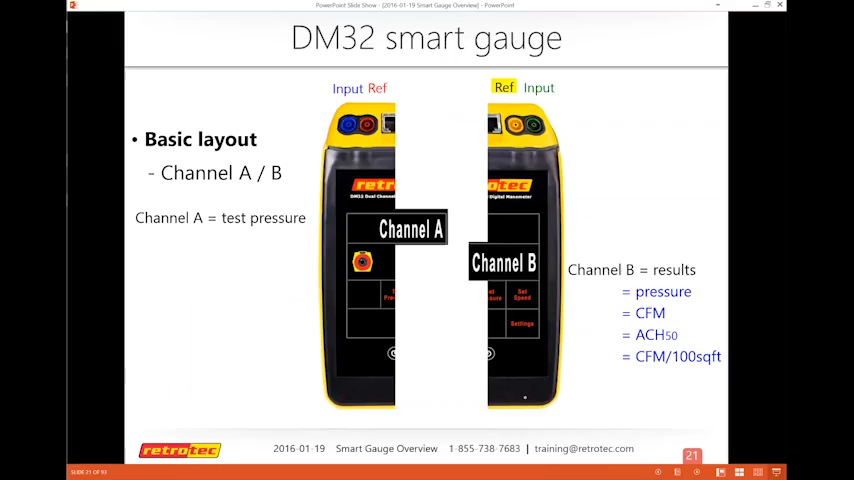 PowerPoint Slide Show - [2016-01-19 Smart Gauge Overview] - PowerPoint
DM32 smart gauge
Input Ref
Ref Input
• Basic layout
- Channel A / B
Channel A = test pressure
retro
DM32 Dual Chan
Channel A
rotec
Digital Manometer
Channel B
Set
Speed
Settings
Channel B = results
= pressure
= CFM
= ACH50
= CFM/100sqft
retrotec
2016-01-19 Smart Gauge Overview 1-855-738-7683 | training@retrotec.com
21
SLIDE 21 OF 93